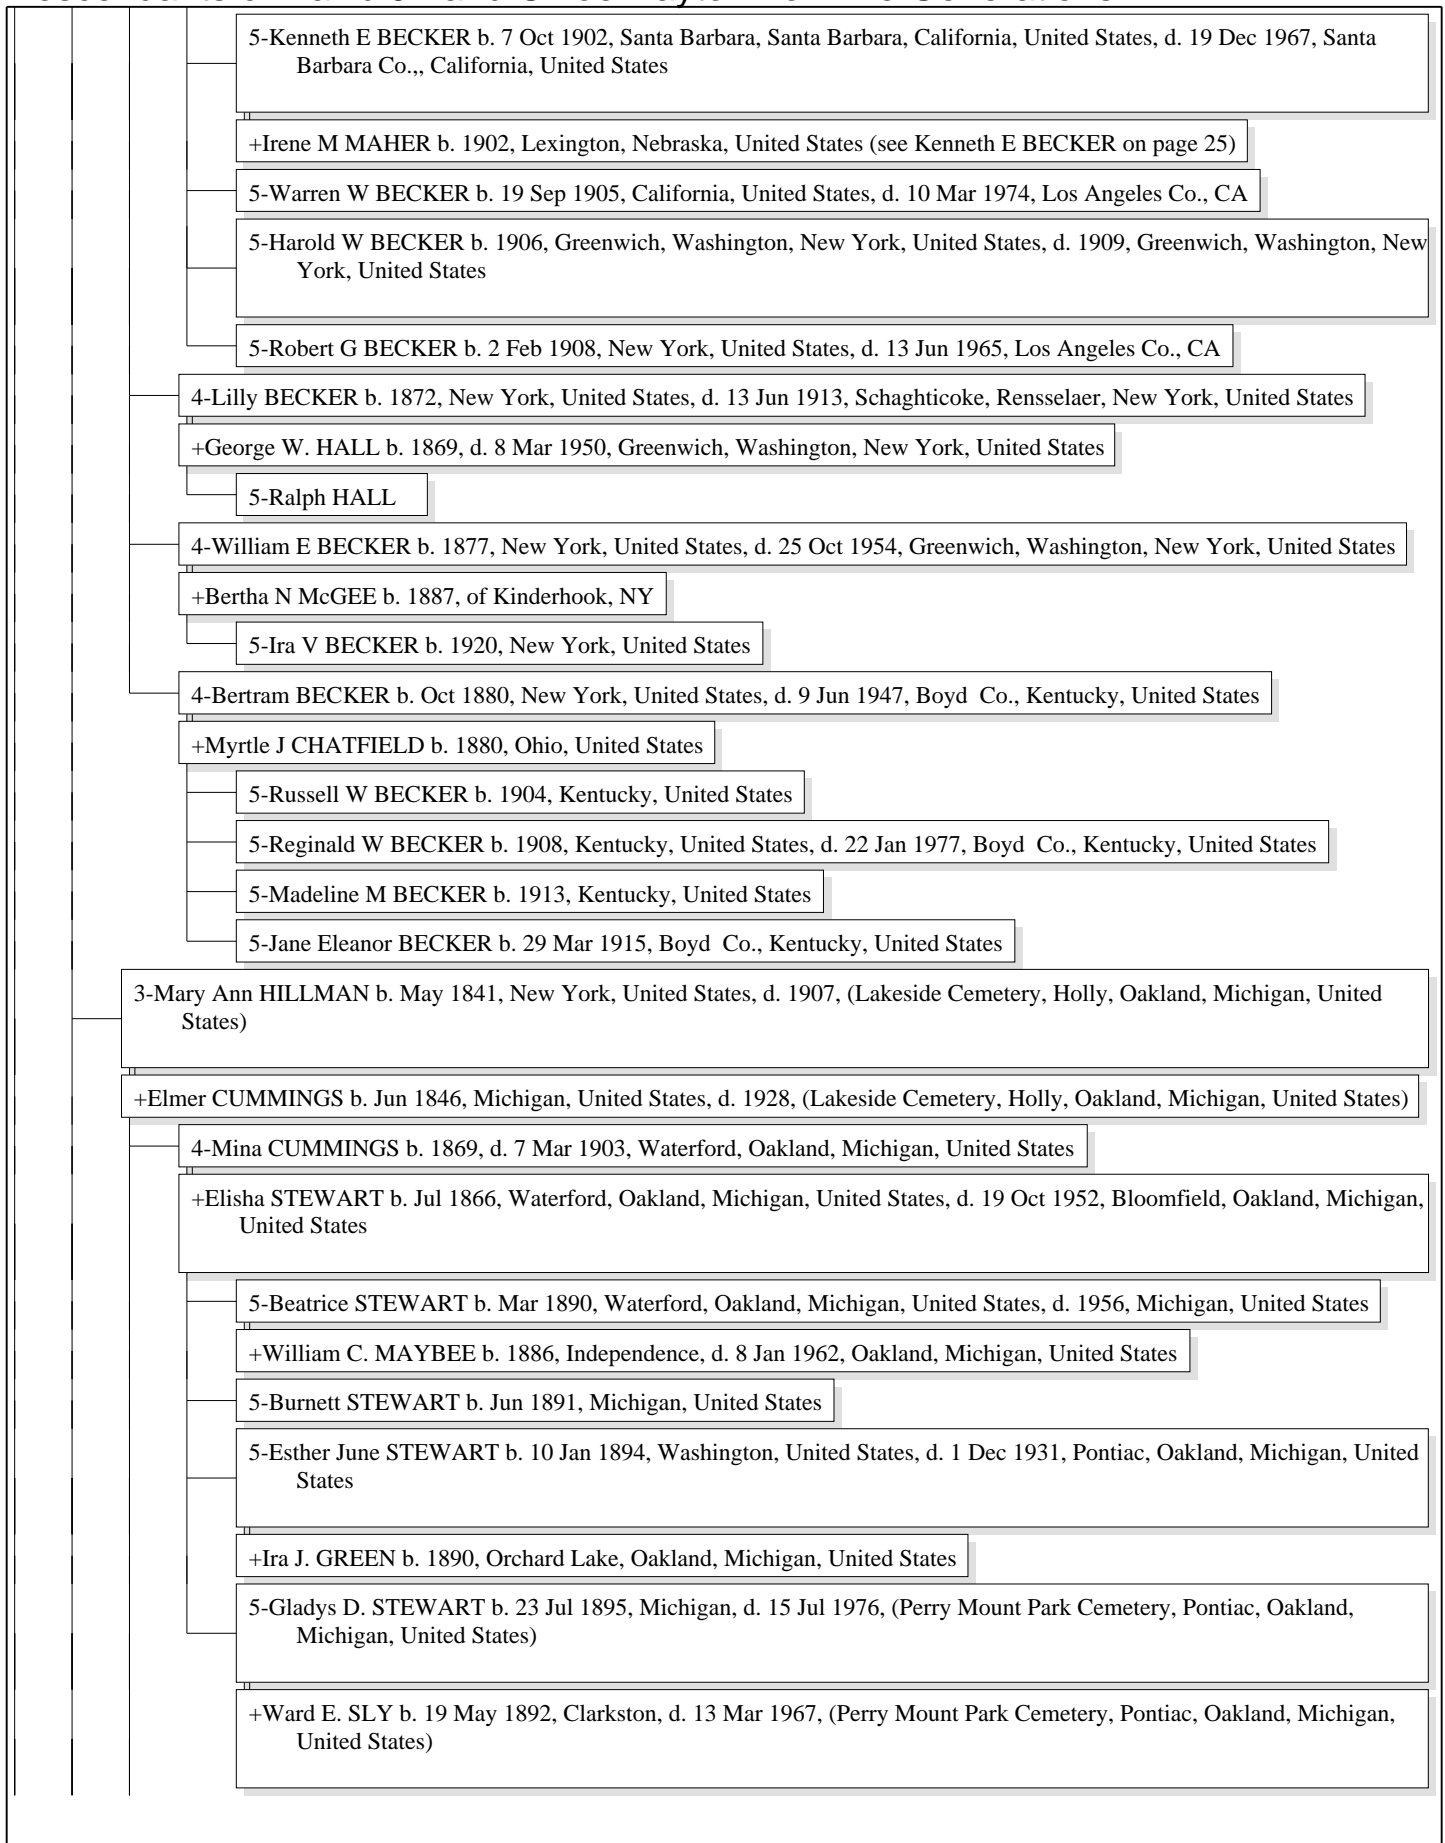 5-Kenneth E BECKER b. 7 Oct 1902, Santa Barbara, Santa Barbara, California, United States, d. 19 Dec 1967, Santa
Barbara Co.,, California, United States
+Irene M MAHER b. 1902, Lexington, Nebraska, United States (see Kenneth E BECKER on page 25)
5-Warren W BECKER b. 19 Sep 1905, California, United States, d. 10 Mar 1974, Los Angeles Co., CA
5-Harold W BECKER b. 1906, Greenwich, Washington, New York, United States, d. 1909, Greenwich, Washington, New
York, United States
5-Robert G BECKER b. 2 Feb 1908, New York, United States, d. 13 Jun 1965, Los Angeles Co., CA
4-Lilly BECKER b. 1872, New York, United States, d. 13 Jun 1913, Schaghticoke, Rensselaer, New York, United States
+George W. HALL b. 1869, d. 8 Mar 1950, Greenwich, Washington, New York, United States
5-Ralph HALL
4-William E BECKER b. 1877, New York, United States, d. 25 Oct 1954, Greenwich, Washington, New York, United States
+Bertha N McGEE b. 1887, of Kinderhook, NY
5-Ira V BECKER b. 1920, New York, United States
4-Bertram BECKER b. Oct 1880, New York, United States, d. 9 Jun 1947, Boyd  Co., Kentucky, United States
+Myrtle J CHATFIELD b. 1880, Ohio, United States
5-Russell W BECKER b. 1904, Kentucky, United States
5-Reginald W BECKER b. 1908, Kentucky, United States, d. 22 Jan 1977, Boyd  Co., Kentucky, United States
5-Madeline M BECKER b. 1913, Kentucky, United States
5-Jane Eleanor BECKER b. 29 Mar 1915, Boyd  Co., Kentucky, United States
3-Mary Ann HILLMAN b. May 1841, New York, United States, d. 1907, (Lakeside Cemetery, Holly, Oakland, Michigan, United
States)
+Elmer CUMMINGS b. Jun 1846, Michigan, United States, d. 1928, (Lakeside Cemetery, Holly, Oakland, Michigan, United States)
4-Mina CUMMINGS b. 1869, d. 7 Mar 1903, Waterford, Oakland, Michigan, United States
+Elisha STEWART b. Jul 1866, Waterford, Oakland, Michigan, United States, d. 19 Oct 1952, Bloomfield, Oakland, Michigan,
United States
5-Beatrice STEWART b. Mar 1890, Waterford, Oakland, Michigan, United States, d. 1956, Michigan, United States
+William C. MAYBEE b. 1886, Independence, d. 8 Jan 1962, Oakland, Michigan, United States
5-Burnett STEWART b. Jun 1891, Michigan, United States
5-Esther June STEWART b. 10 Jan 1894, Washington, United States, d. 1 Dec 1931, Pontiac, Oakland, Michigan, United
States
+Ira J. GREEN b. 1890, Orchard Lake, Oakland, Michigan, United States
5-Gladys D. STEWART b. 23 Jul 1895, Michigan, d. 15 Jul 1976, (Perry Mount Park Cemetery, Pontiac, Oakland,
Michigan, United States)
+Ward E. SLY b. 19 May 1892, Clarkston, d. 13 Mar 1967, (Perry Mount Park Cemetery, Pontiac, Oakland, Michigan,
United States)